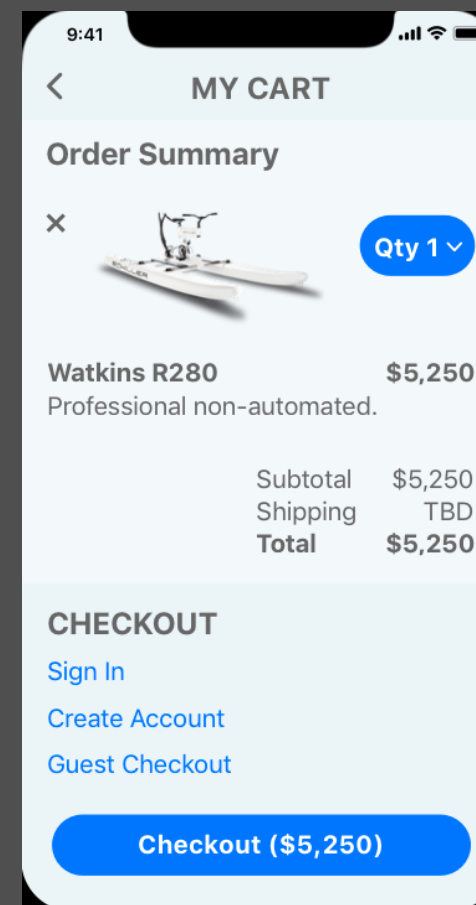 9:41
MY CART
Order Summary
SCHILLER
Qty 1
Watkins R280 $5,250
Professional non-automated.
Subtotal $5,250
Shipping TBD
Total $5,250
CHECKOUT
Sign In
Create Account
Guest Checkout
Checkout ($5,250)